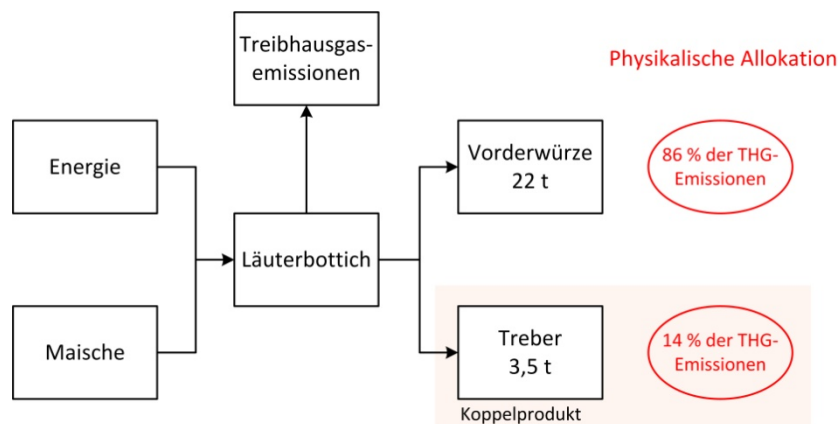 Treibhausgas-
emissionen
Physikalische Allokation
Energie
Vorderwürze
22 t
86 % der THG-
Emissionen
Läuterbottich
Maische
Treber
3,5 t
14 % der THG-
Emissionen
Koppelprodukt